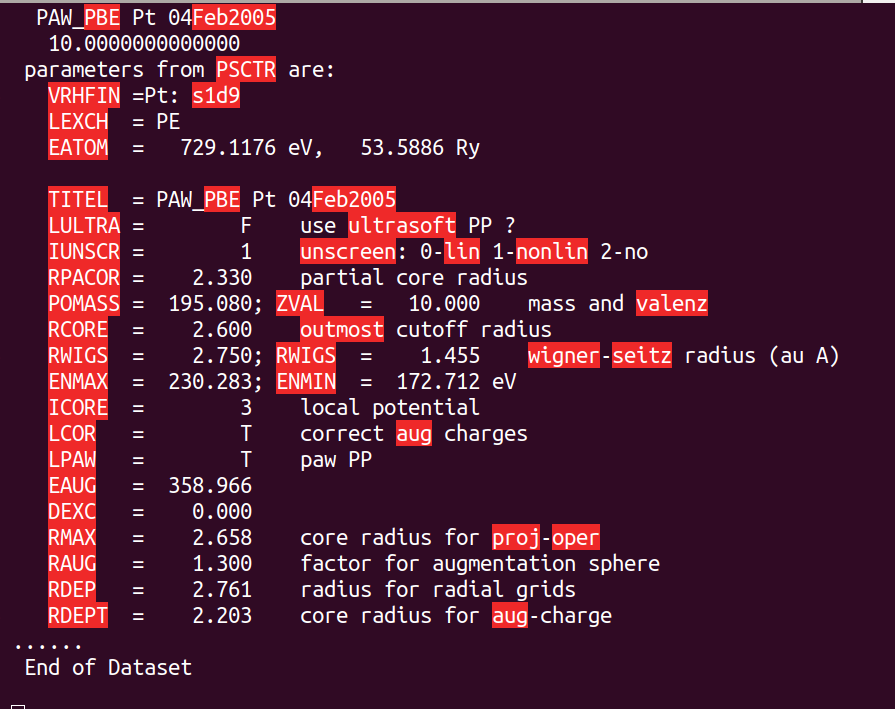 PAW_PBE Pt 04Feb2005
10.0000000000000
parameters from PSCTR are:
VRHFIN =Pt: s1d9
LEXCH = PE
EATOM = 729.1176 eV, 53.5886 Ry
TITEL = PAW_PBE Pt 04Feb2005
LULTRA = F use ultrasoft PP ?
IUNSCR = 1 unscreen: 0-lin 1-nonlin 2-no
RPACOR = 2.330 partial core radius
POMASS = 195.080; ZVAL = 10.000 mass and valenz
RCORE = 2.600 outmost cutoff radius
RWIGS = 2.750; RWIGS = 1.455 wigner-seitz radius (au A)
ENMAX = 230.283; ENMIN = 172.712 eV
ICORE = 3 local potential
LCOR = T correct aug charges
LPAW = T paw PP
EAUG = 358.966
DEXC = 0.000
RMAX = 2.658 core radius for proj-oper
RAUG = 1.300 factor for augmentation sphere
RDEP = 2.761 radius for radial grids
RDEPT = 2.203 core radius for aug-charge
......
End of Dataset